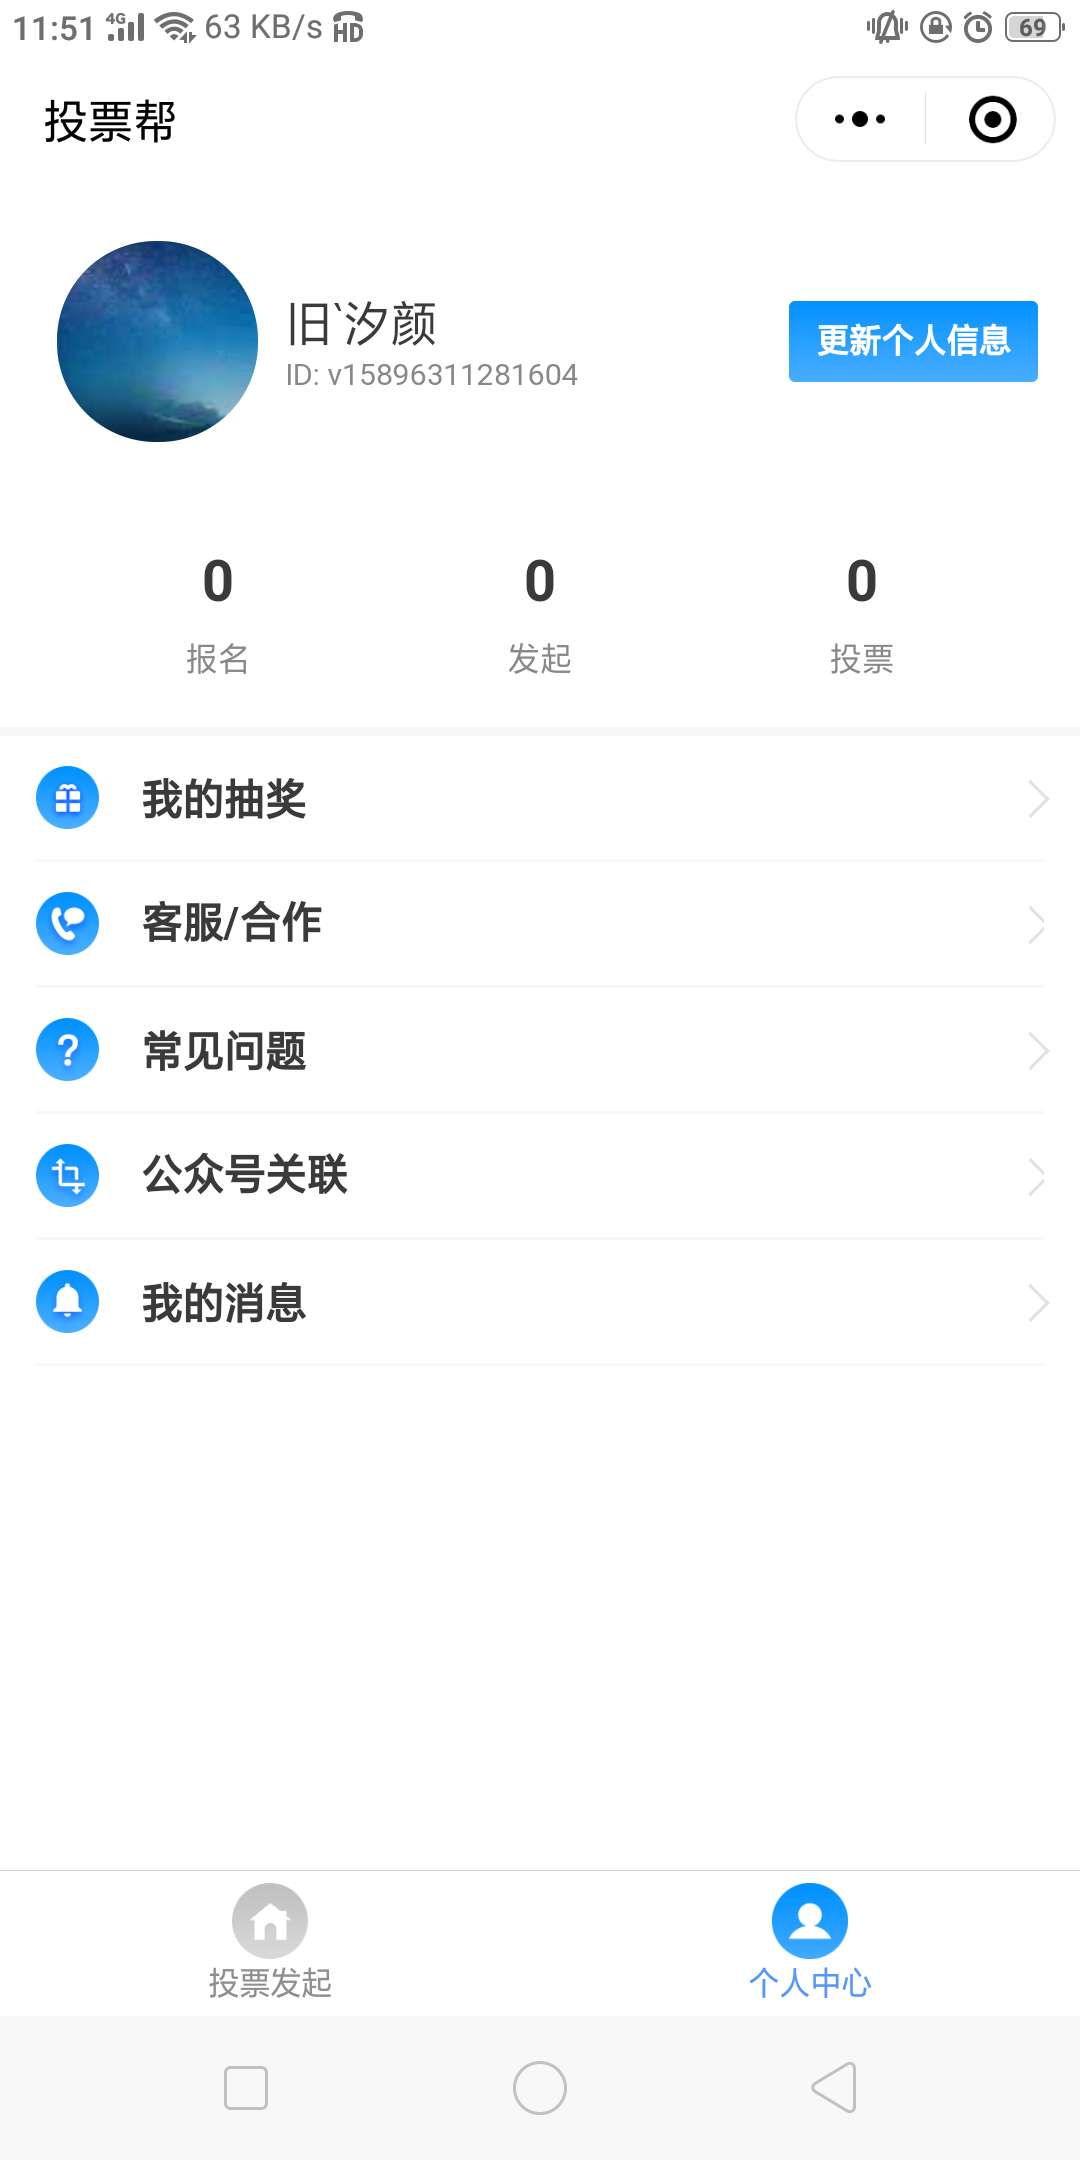 11:51 4G 63 KB/s HD 69
投票帮
旧`汐颜
ID: v15896311281604
更新个人信息
0 0 0
报名 发起 投票
我的抽奖
客服/合作
常见问题
公众号关联
我的消息
投票发起 个人中心